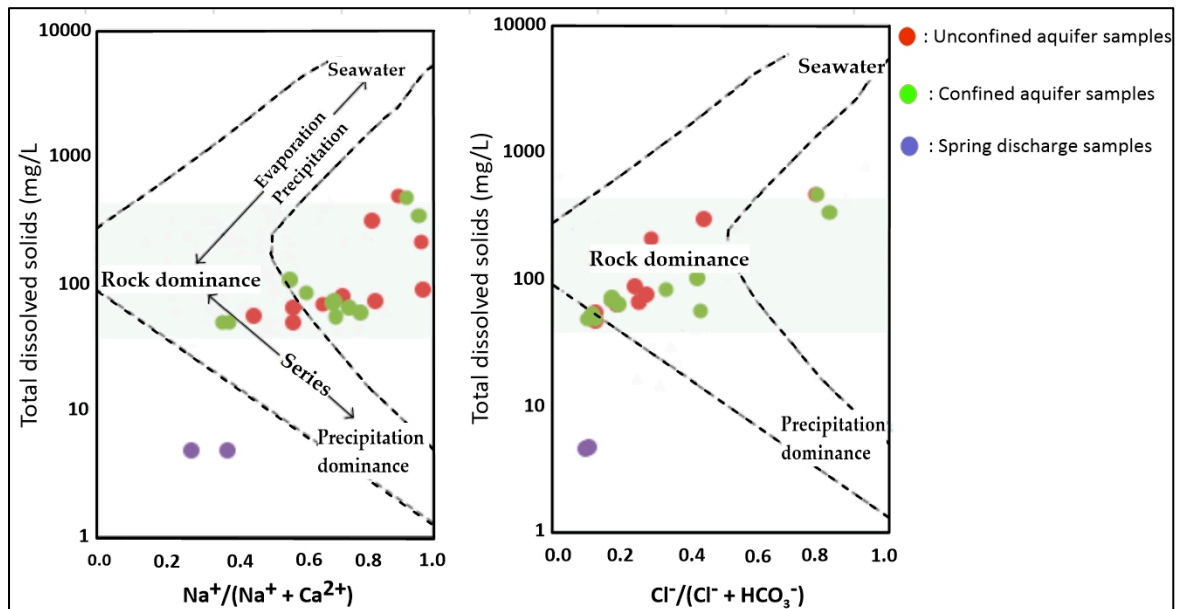 10000
1000
100
10
1
Total dissolved solids (mg/L)
Seawater
Evaporation
Precipitation
Rock dominance
Series
Precipitation
dominance
0.0 0.2 0.4 0.6 0.8 1.0
Na⁺/(Na⁺ + Ca²⁺)
10000
1000
100
10
1
Total dissolved solids (mg/L)
Seawater
Rock dominance
Precipitation
dominance
0.0 0.2 0.4 0.6 0.8 1.0
Cl⁻/(Cl⁻ + HCO₃⁻)
: Unconfined aquifer samples
: Confined aquifer samples
: Spring discharge samples